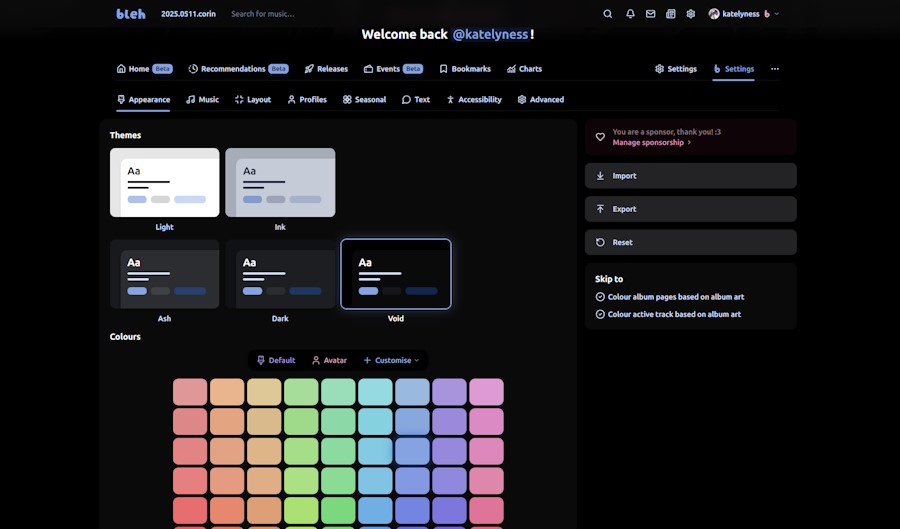 bleh 2025.0511.corin Search for music... katelyness b
Welcome back @katelyness!
Home Beta Recommendations Beta Releases Events Beta Bookmarks Charts Settings Settings
Appearance Music Layout Profiles Seasonal Text Accessibility Advanced
Themes
Aa
Aa
Light
Ink
Aa
Aa
Aa
Ash
Dark
Void
Colours
Default Avatar Customise
You are a sponsor, thank you! :3
Manage sponsorship
Import
Export
Reset
Skip to
Colour album pages based on album art
Colour active track based on album art